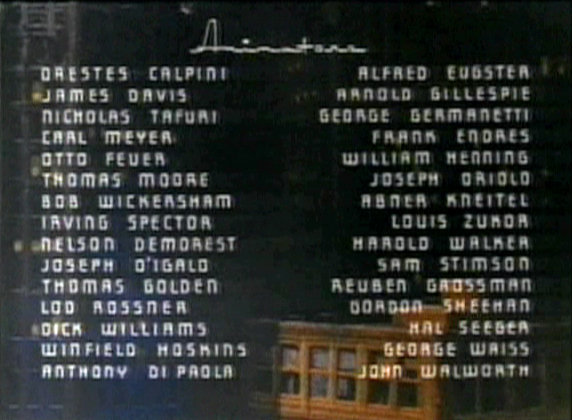 Animators
ORESTES CALPINI ALFRED EUGSTER
JAMES DAVIS ARNOLD GILLESPIE
NICHOLAS TAFURI GEORGE GERMANETTI
CARL MEYER FRANK ENDRES
OTTO FEUER WILLIAM HENNING
THOMAS MOORE JOSEPH ORIOLO
BOB WICKERSHAM ABNER KNEITEL
IRVING SPECTOR LOUIS ZUKOR
NELSON DEMOREST HAROLD WALKER
JOSEPH D'IGALO SAM STIMSON
THOMAS GOLDEN REUBEN GROSSMAN
LOD ROSSNER GORDON SHEEHAN
DICK WILLIAMS HAL SEEGER
WINFIELD HOSKINS GEORGE WAISS
ANTHONY DI PAOLA JOHN WALWORTH